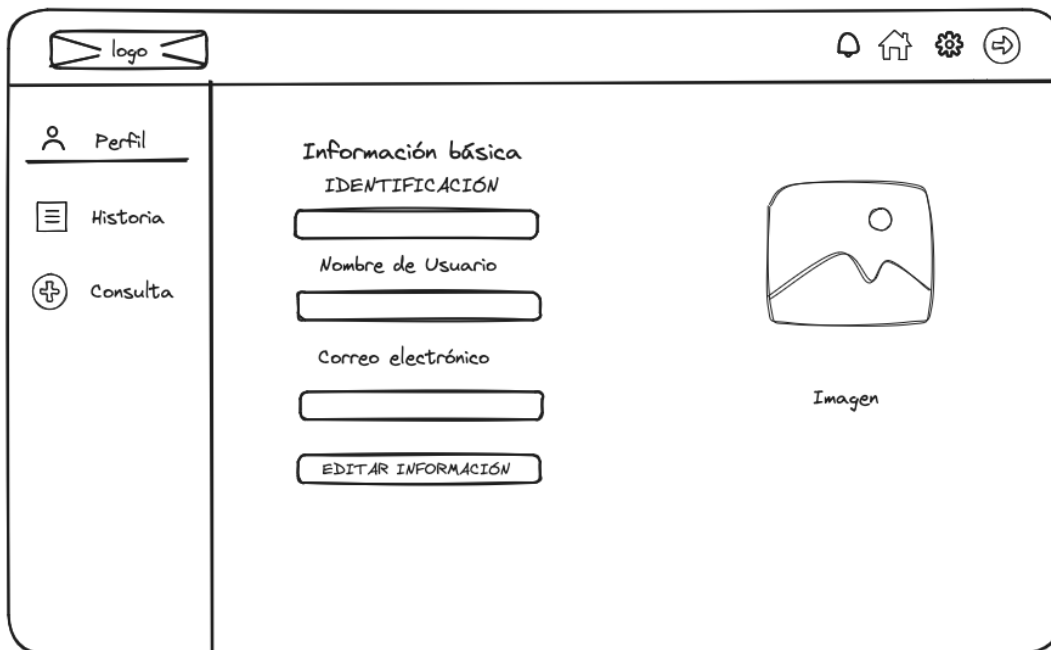 logo
Perfil
Historia
Consulta
Información básica
IDENTIFICACIÓN
Nombre de Usuario
Correo electrónico
EDITAR INFORMACIÓN
Imagen